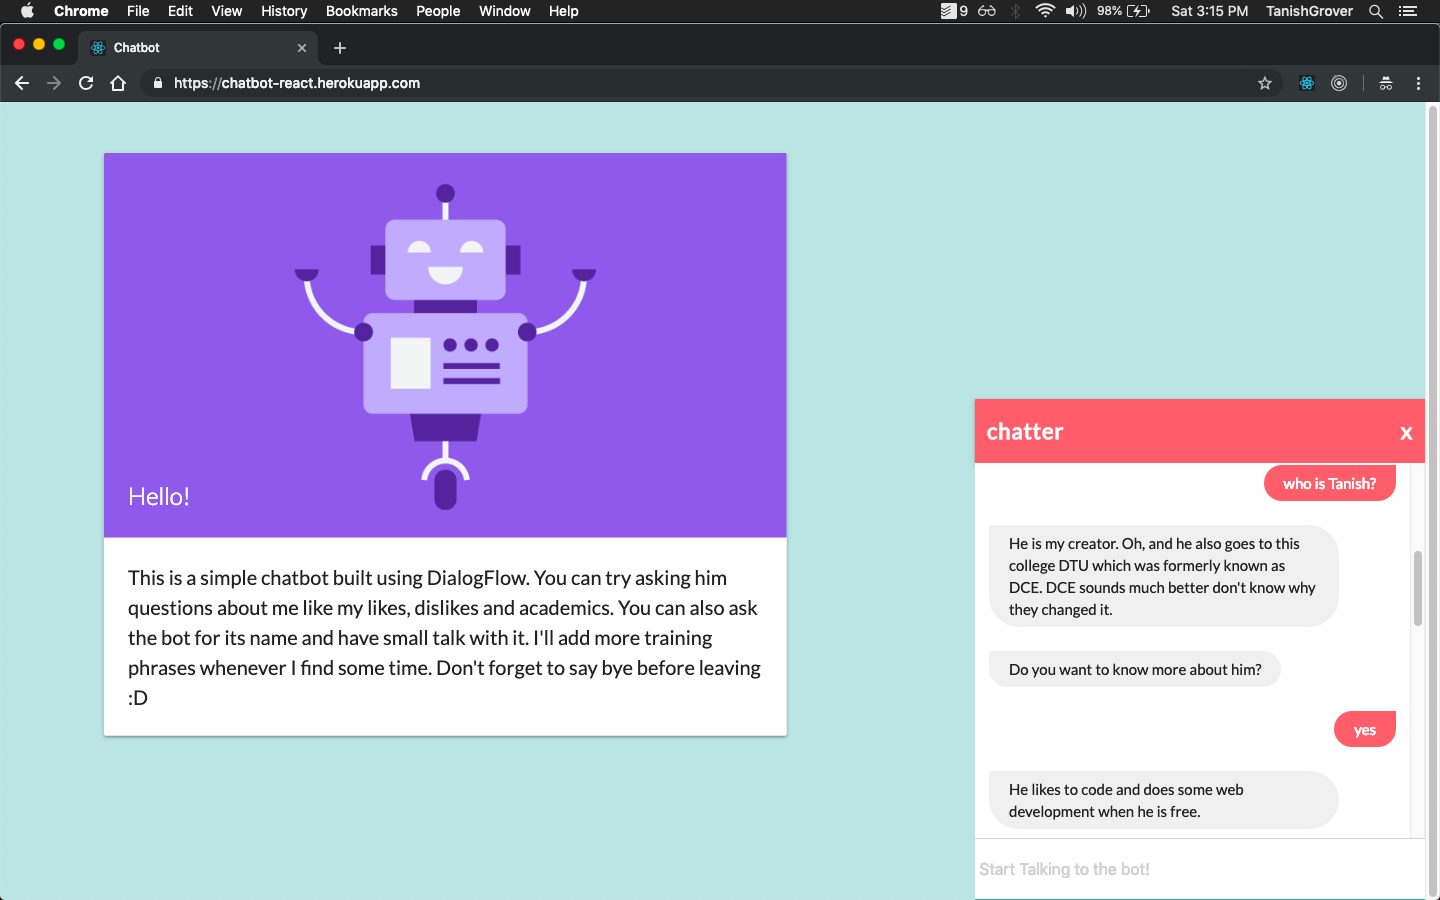 Chrome File Edit View History Bookmarks People Window Help 9 98% Sat 3:15 PM TanishGrover
Chatbot
https://chatbot-react.herokuapp.com
Hello!
This is a simple chatbot built using DialogFlow. You can try asking him
questions about me like my likes, dislikes and academics. You can also ask
the bot for its name and have small talk with it. I'll add more training
phrases whenever I find some time. Don't forget to say bye before leaving
:D
chatter x
who is Tanish?
He is my creator. Oh, and he also goes to this
college DTU which was formerly known as
DCE. DCE sounds much better don't know why
they changed it.
Do you want to know more about him?
yes
He likes to code and does some web
development when he is free.
Start Talking to the bot!